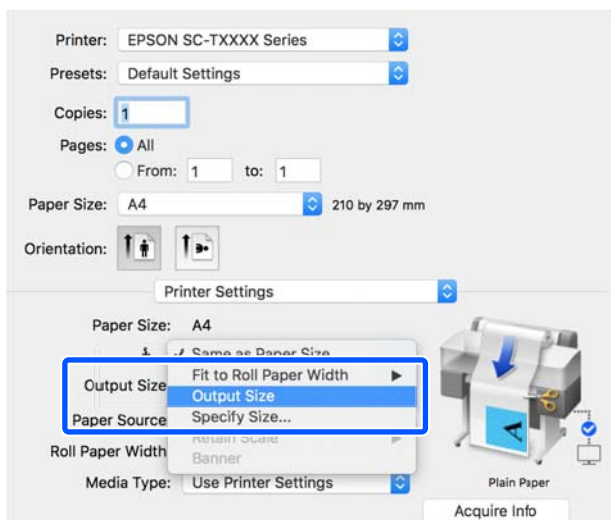 Printer: EPSON SC-TXXXX Series
Presets: Default Settings
Copies: 1
Pages: All
From: 1 to: 1
Paper Size: A4 210 by 297 mm
Orientation:
Printer Settings
Paper Size: A4
Same as Paper Size
Output Size Fit to Roll Paper Width
Output Size
Paper Source Specify Size...
Retain Scale
Roll Paper Width Banner
Media Type: Use Printer Settings
Plain Paper
Acquire Info